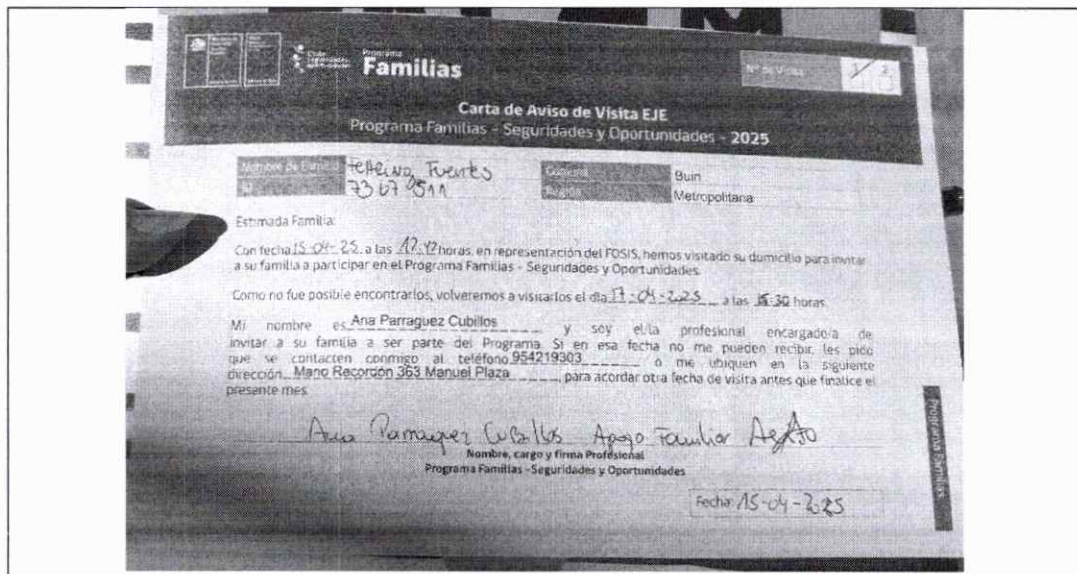 Programa
Familias
Nº de Visita
Carta de Aviso de Visita EJE
Programa Familias - Seguridades y Oportunidades - 2025
Nombre de Familia Fuentes
Comuna Buin
Región Metropolitana
Estimada Familia:
Con fecha 15-04-25 a las 12:42 horas, en representación del FOSIS, hemos visitado su domicilio para invitar
a su familia a participar en el Programa Familias - Seguridades y Oportunidades.
Como no fue posible encontrarlos, volveremos a visitarlos el día 17-04-2025 a las 15:30 horas
Mi nombre es Ana Parraguez Cubillos y soy el/la profesional encargado/a de
invitar a su familia a ser parte del Programa. Si en esa fecha no me pueden recibir, les pido
que se contacten conmigo al teléfono 954219303 o me ubiquen en la siguiente
dirección Mano Recordón 363 Manuel Plaza, para acordar otra fecha de visita antes que finalice el
presente mes.
Ana Parraguez Cubillos Apoyo Familiar
Nombre, cargo y firma Profesional
Programa Familias -Seguridades y Oportunidades
Fecha: 15-04-2025
Programa Familias